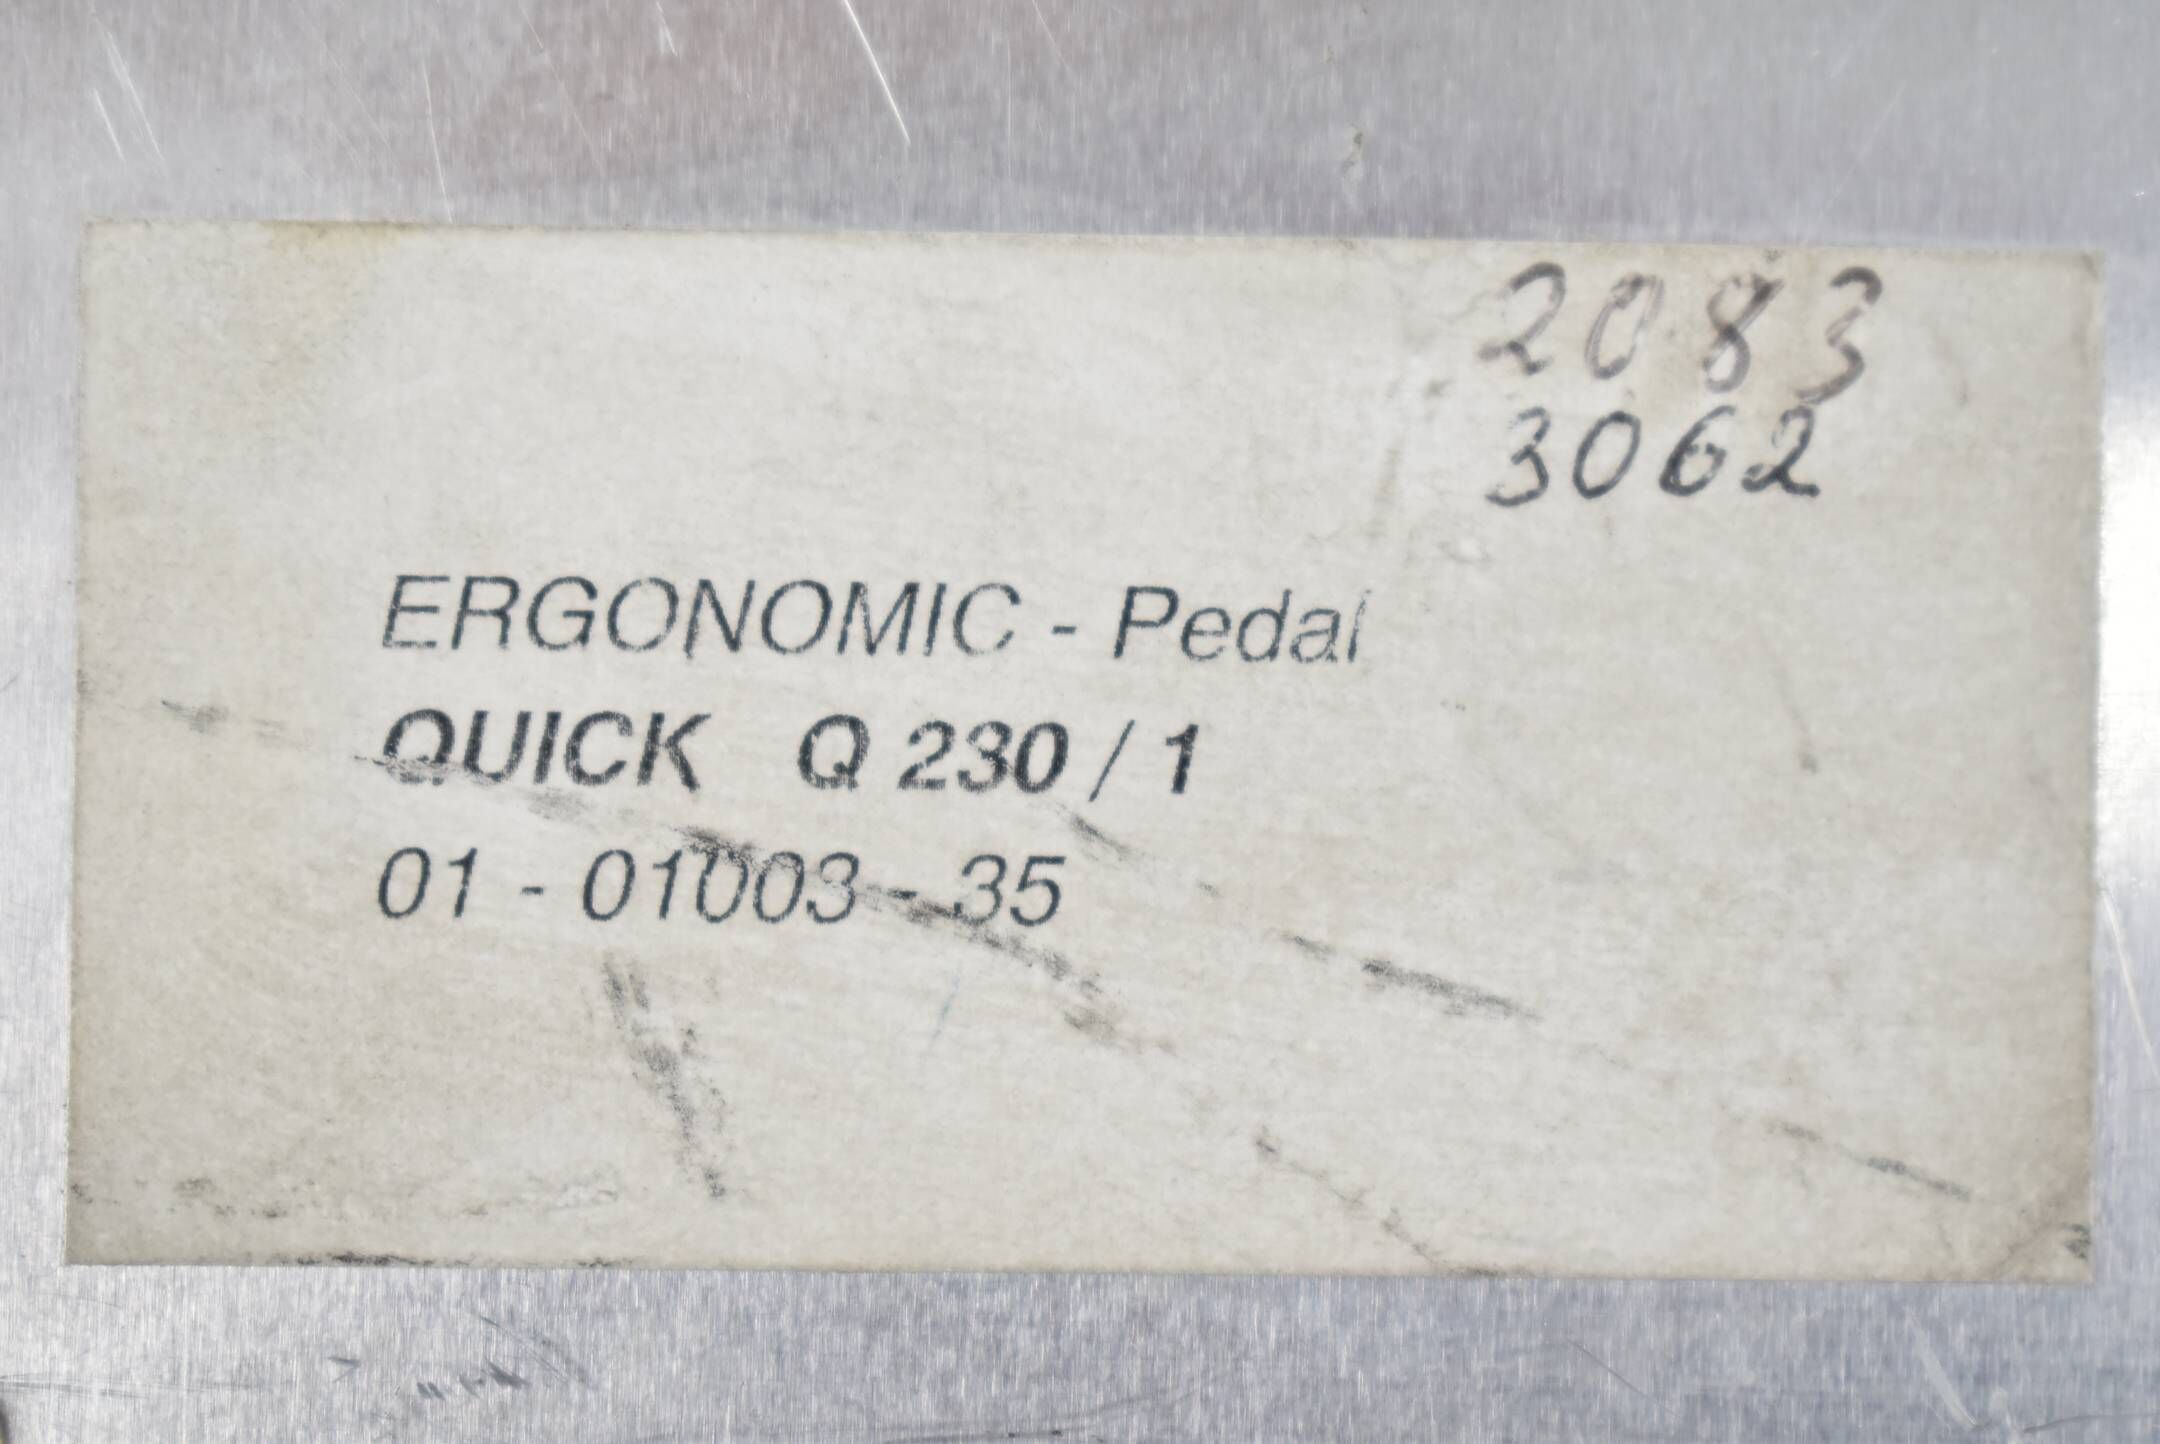 2083
3062
ERGONOMIC - Pedal
QUICK Q 230 / 1
01 - 01003 - 35